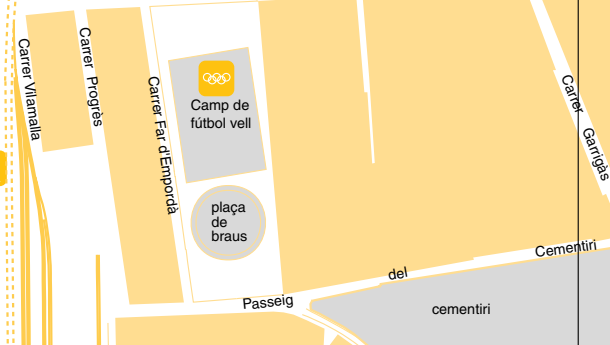 Carrer Vilamalla
Carrer Progrès
Carrer Far d'Empordà
Camp de
fútbol vell
plaça
de
braus
Carrer Garrigàs
Passeig del Cementiri
cementiri